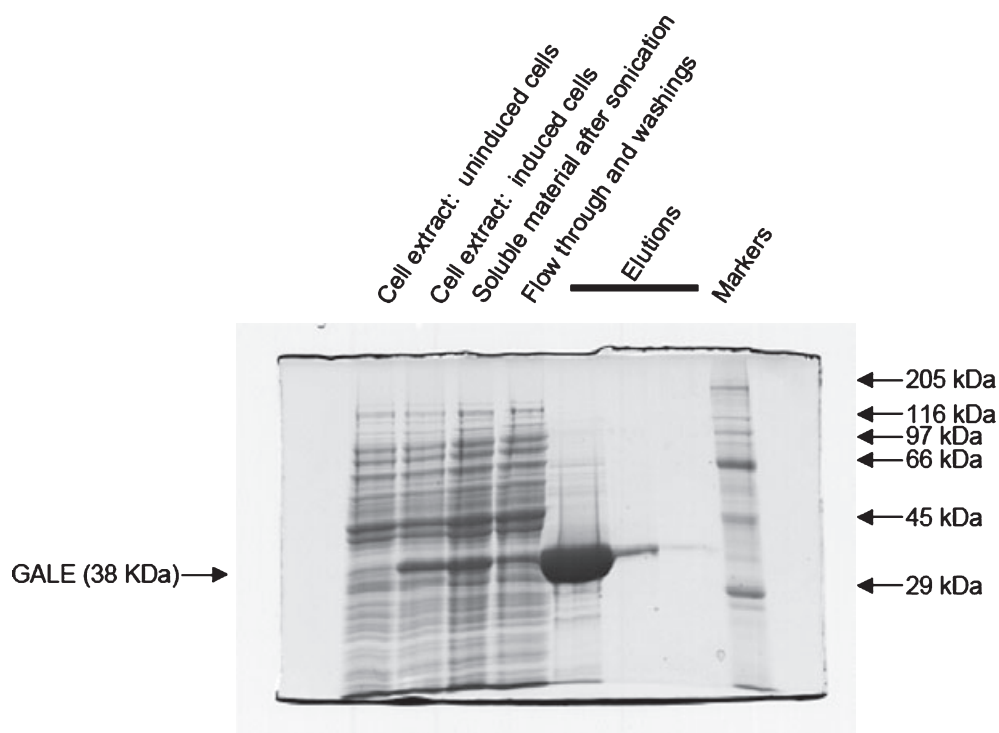 Cell extract: uninduced cells
Cell extract: induced cells
Soluble material after sonication
Flow through and washings
Elutions
Markers
205 kDa
116 kDa
97 kDa
66 kDa
45 kDa
GALE (38 KDa)
29 kDa